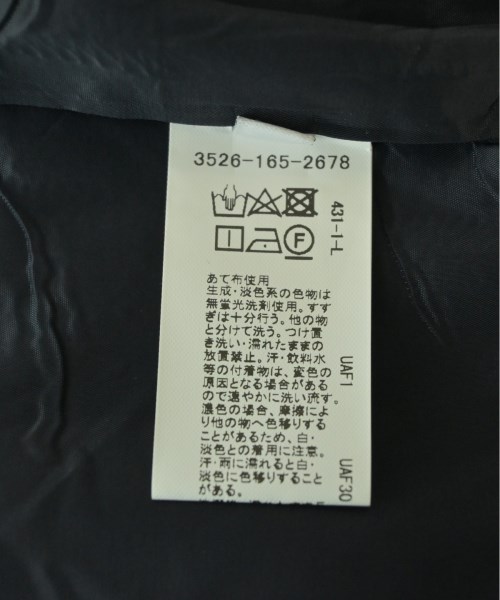 3526-165-2678
431-1-L
F
あて布使用
生成・淡色系の色物は
無蛍光洗剤使用。すす
ぎは十分行う。他の物
と分けて洗う。つけ置
き洗い・濡れたままの
放置禁止。汗・飲料水
等の付着物は、変色の
原因となる場合がある
ので速やかに洗い流す。
濃色の場合、摩擦によ
り他の物へ色移りする
ことがあるため、白・
淡色との着用に注意。
汗・雨に濡れると白・
淡色に色移りすること
がある。
UAF1
UAF30